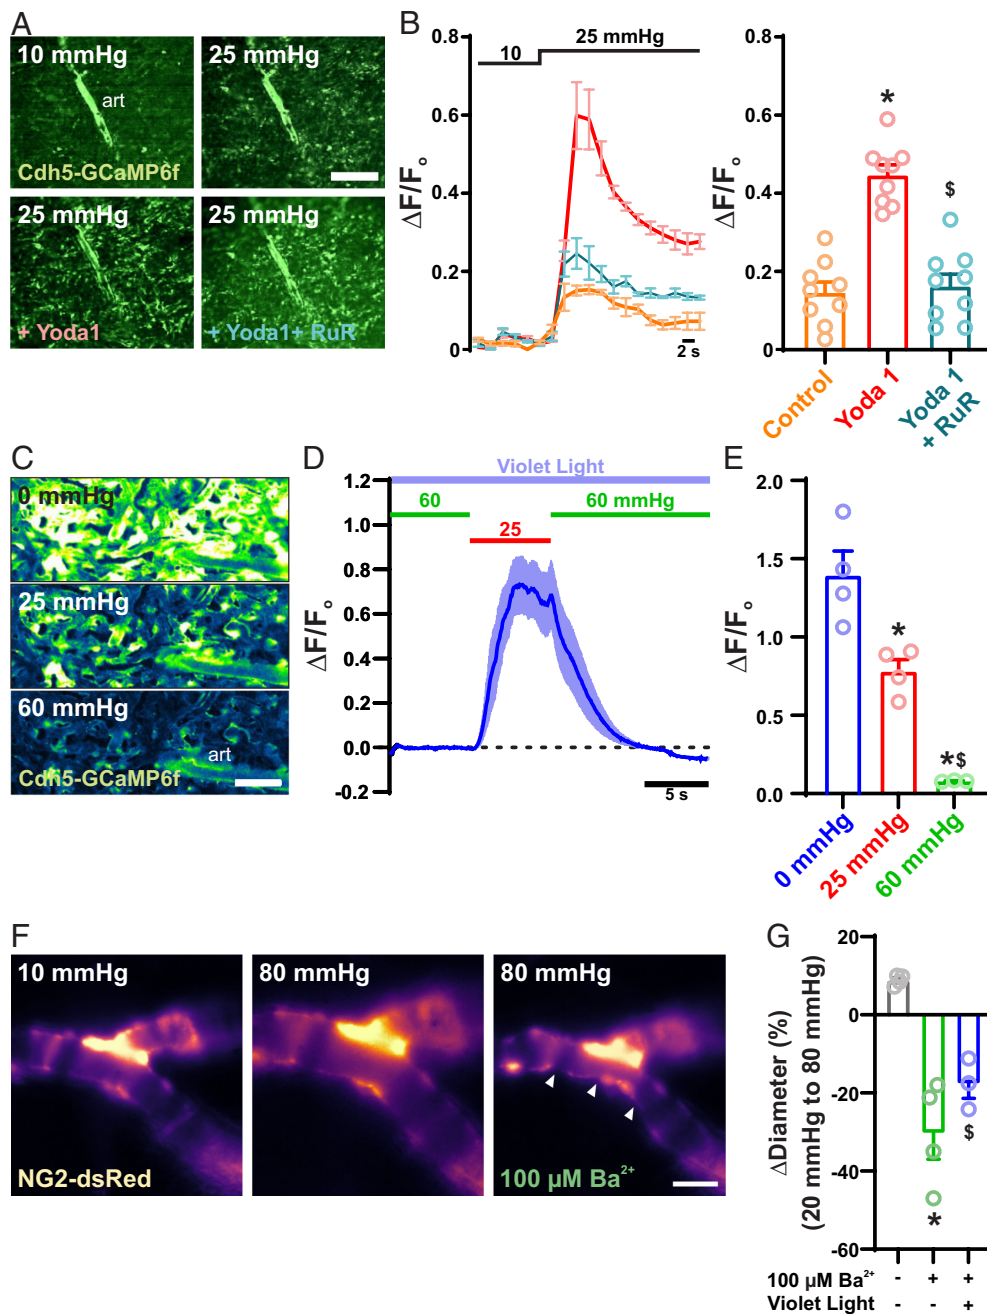 A
10 mmHg
art
Cdh5-GCaMP6f
25 mmHg
25 mmHg
+ Yoda1
25 mmHg
+ Yoda1+ RuR
B
0.8
0.6
0.4
0.2
0
ΔF/Fo
10
25 mmHg
2 s
0.8
0.6
0.4
0.2
0
ΔF/Fo
*
$
Control
Yoda 1
Yoda 1
+ RuR
C
0 mmHg
25 mmHg
60 mmHg
art
Cdh5-GCaMP6f
D
Violet Light
1.2
1.0
0.8
0.6
0.4
0.2
0.0
-0.2
ΔF/Fo
60
25
60 mmHg
5 s
E
2.0
1.5
1.0
0.5
0.0
ΔF/Fo
*
*$
0 mmHg
25 mmHg
60 mmHg
F
10 mmHg
NG2-dsRed
80 mmHg
80 mmHg
100 µM Ba²⁺
G
20
0
-20
-40
-60
ΔDiameter (%)
(20 mmHg to 80 mmHg)
*
$
100 µM Ba²⁺ - + +
Violet Light - - +